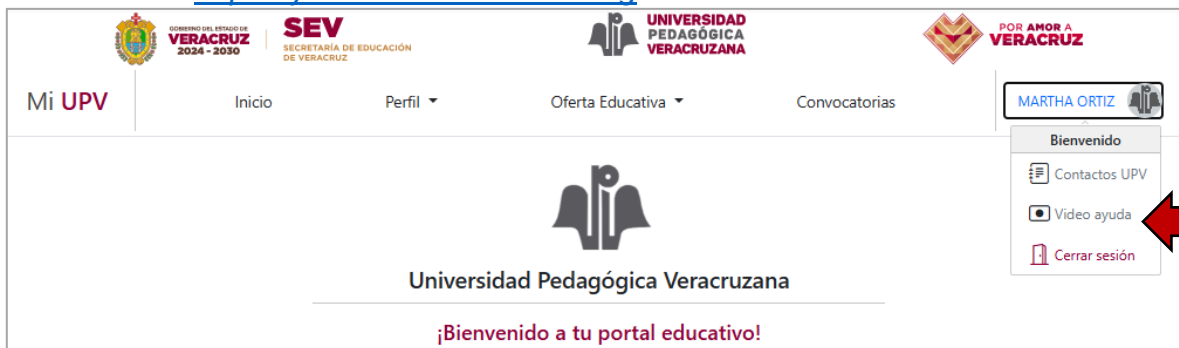 GOBIERNO DEL ESTADO DE
VERACRUZ
2024 - 2030
SEV
SECRETARÍA DE EDUCACIÓN
DE VERACRUZ
UNIVERSIDAD
PEDAGÓGICA
VERACRUZANA
POR AMOR A
VERACRUZ
Mi UPV
Inicio
Perfil
Oferta Educativa
Convocatorias
MARTHA ORTIZ
Bienvenido
Contactos UPV
Video ayuda
Cerrar sesión
Universidad Pedagógica Veracruzana
¡Bienvenido a tu portal educativo!